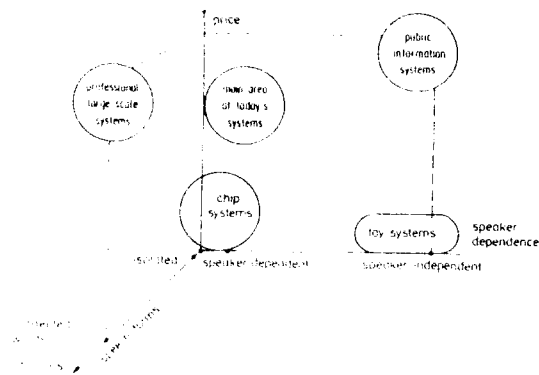 price
public
information
systems
professional
large scale
systems
main area
of today's
systems
chip
systems
toy systems
speaker
dependence
isolated
speaker dependent
speaker-independent